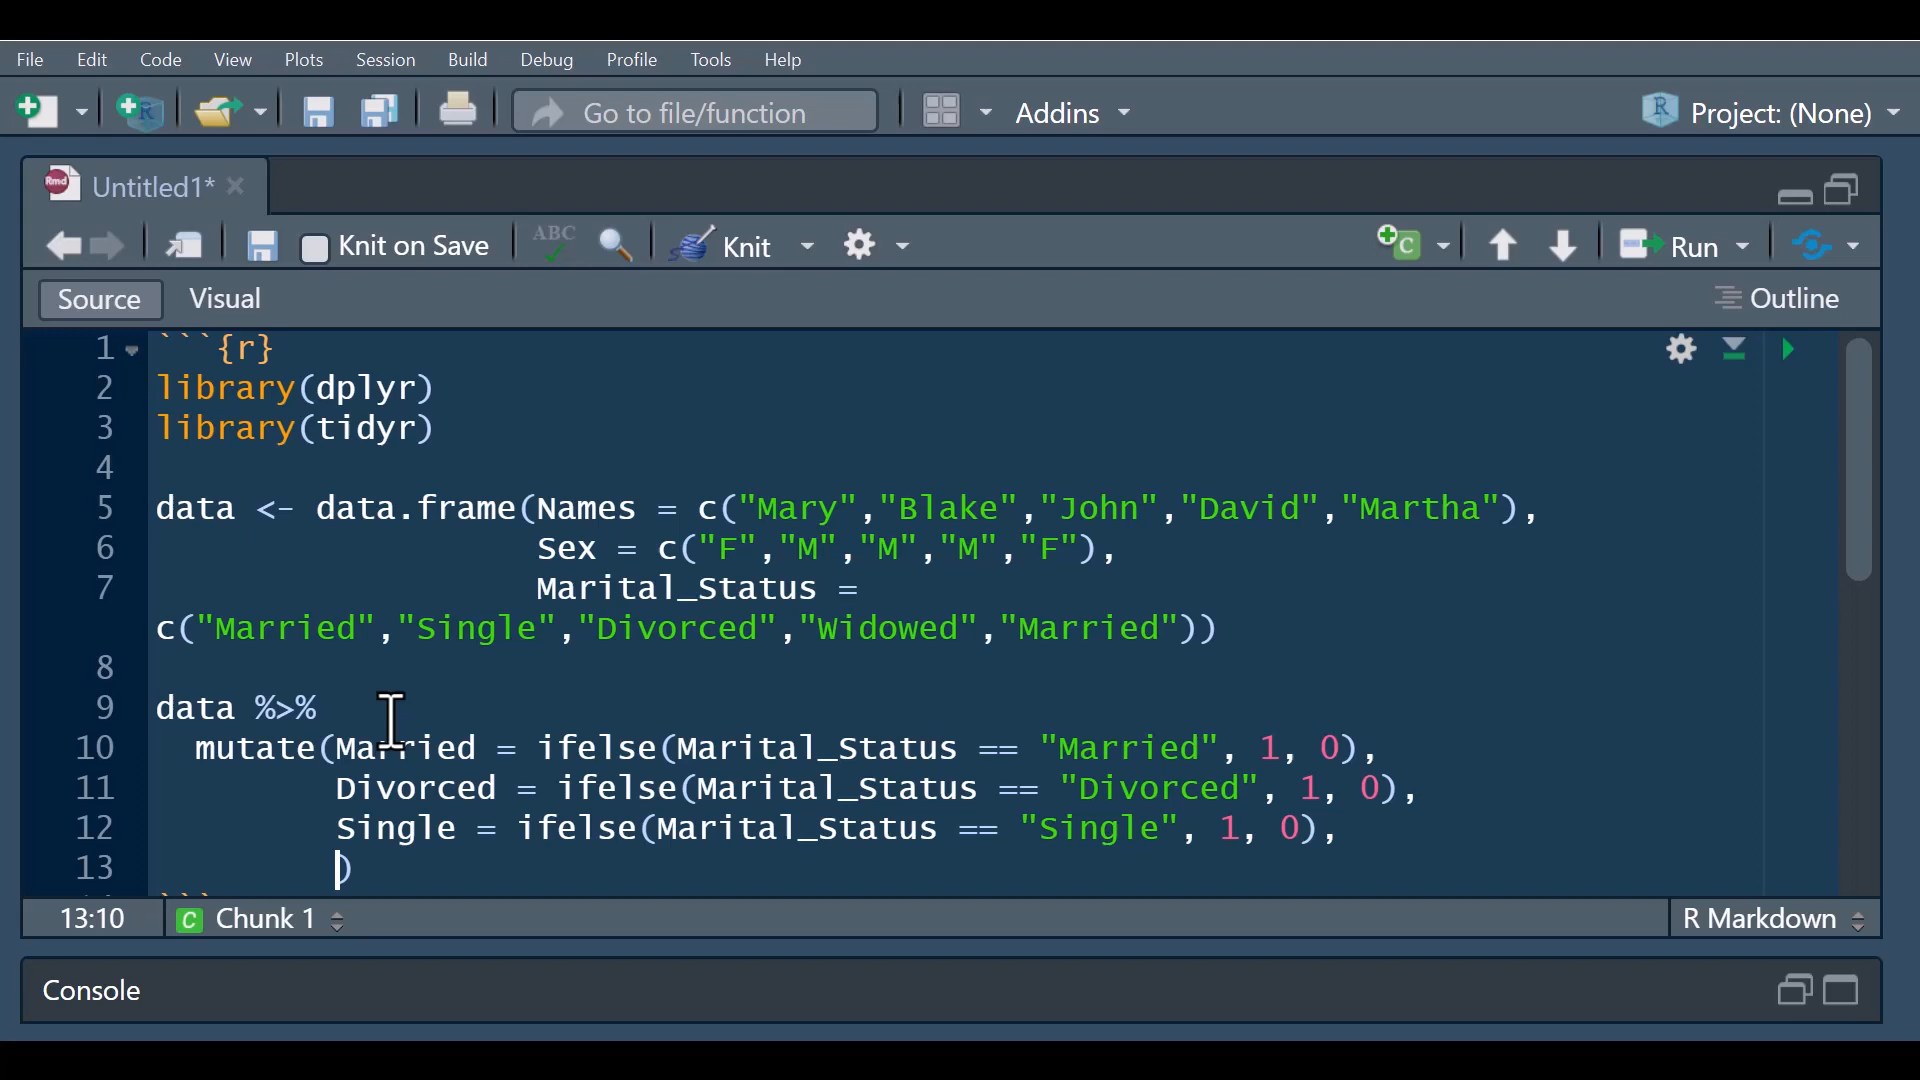 File Edit Code View Plots Session Build Debug Profile Tools Help
Go to file/function Addins Project: (None)
Rmd Untitled1*
Knit on Save ABC Knit Run
Source Visual Outline
1 ```{r}
2 library(dplyr)
3 library(tidyr)
4
5 data <- data.frame(Names = c("Mary","Blake","John","David","Martha"),
6 Sex = c("F","M","M","M","F"),
7 Marital_Status =
c("Married","Single","Divorced","Widowed","Married"))
8
9 data %>%
10 mutate(Married = ifelse(Marital_Status == "Married", 1, 0),
11 Divorced = ifelse(Marital_Status == "Divorced", 1, 0),
12 Single = ifelse(Marital_Status == "Single", 1, 0),
13 )
```
13:10 C Chunk 1 R Markdown
Console